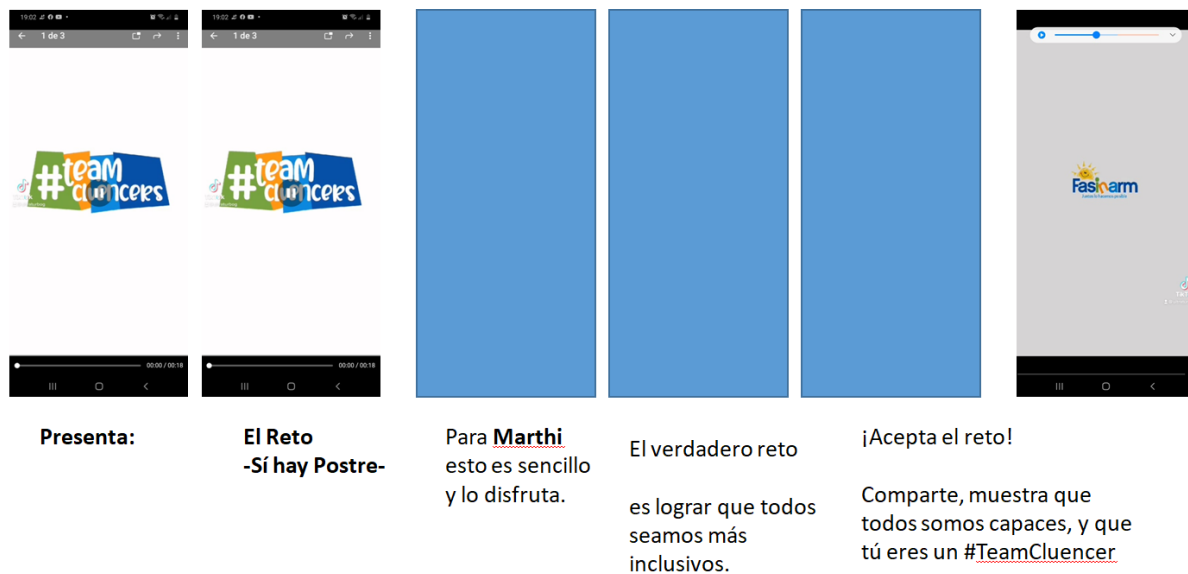 19:02
1 de 3
#team
cluencers
00:00 / 00:18
19:02
1 de 3
#team
cluencers
00:00 / 00:18
Fasinarm
Presenta:
El Reto
-Sí hay Postre-
Para Marthi
esto es sencillo
y lo disfruta.
El verdadero reto
es lograr que todos
seamos más
inclusivos.
¡Acepta el reto!
Comparte, muestra que
todos somos capaces, y que
tú eres un #TeamCluencer